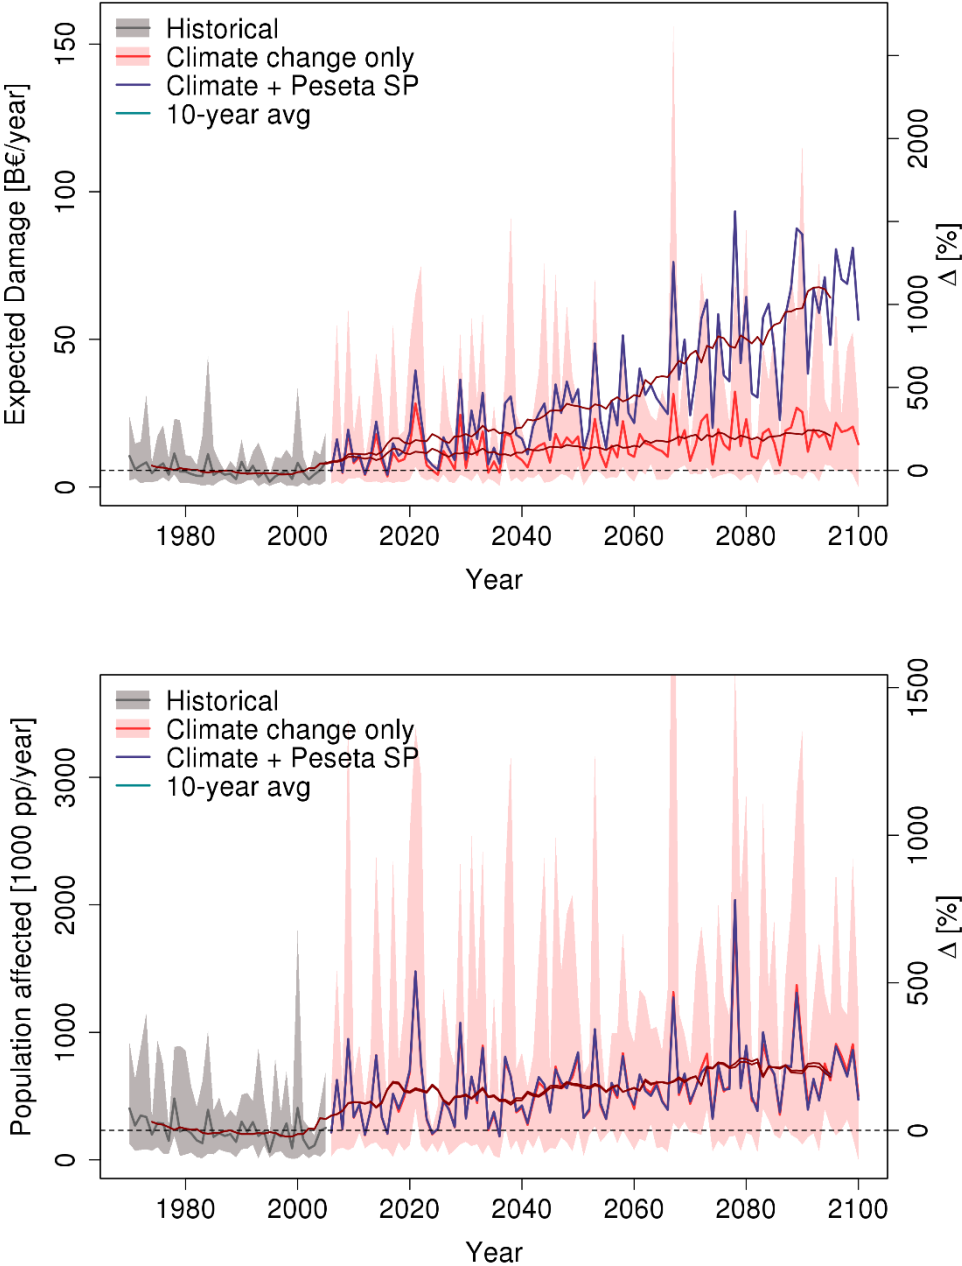 Historical
Climate change only
Climate + Peseta SP
10-year avg
Expected Damage [B€/year]
0
50
100
150
Δ [%]
0
500
1000
2000
1980
2000
2020
2040
2060
2080
2100
Year
Historical
Climate change only
Climate + Peseta SP
10-year avg
Population affected [1000 pp/year]
0
1000
2000
3000
Δ [%]
0
500
1000
1500
1980
2000
2020
2040
2060
2080
2100
Year